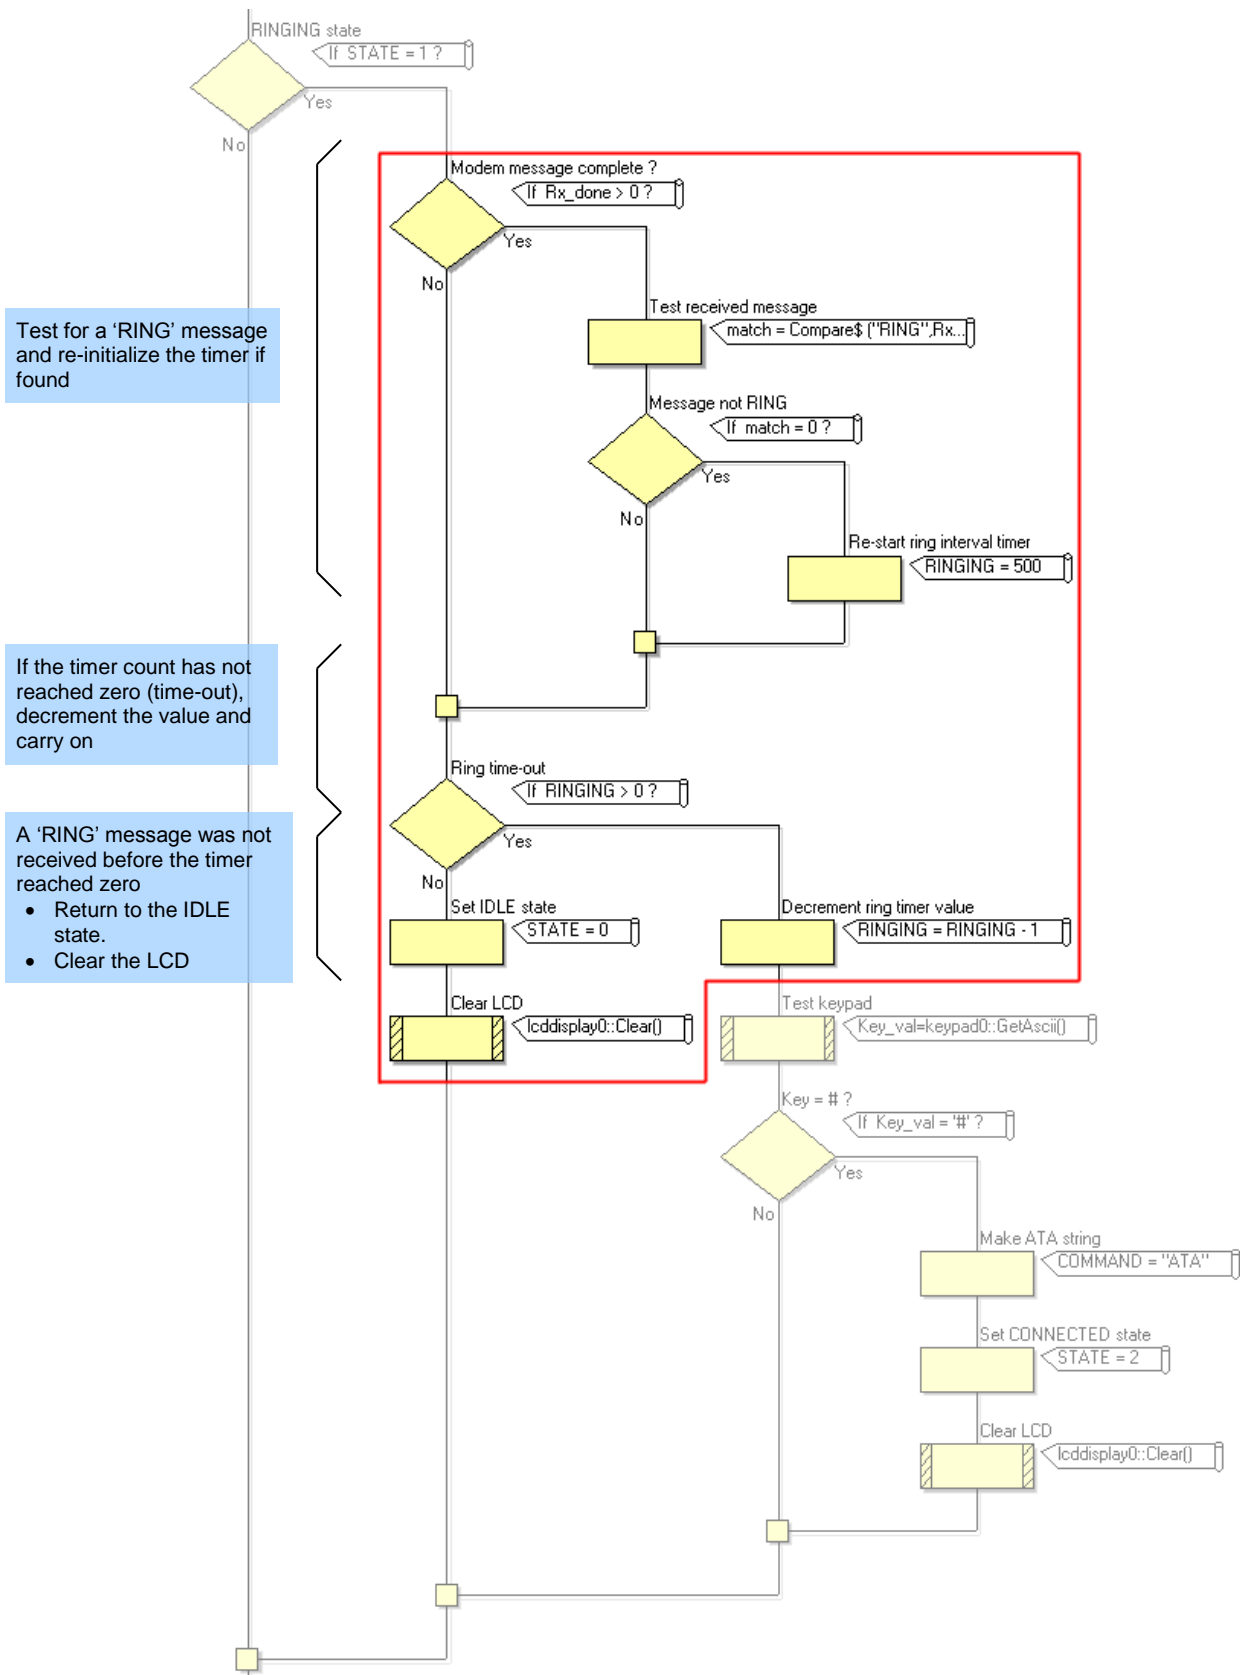 RINGING state
If STATE = 1 ?
Yes
No
Modem message complete ?
If Rx_done > 0 ?
Yes
No
Test for a ‘RING’ message
and re-initialize the timer if
found
Test received message
match = Compare$ ("RING",Rx...
Message not RING
If match = 0 ?
Yes
No
Re-start ring interval timer
RINGING = 500
If the timer count has not
reached zero (time-out),
decrement the value and
carry on
Ring time-out
If RINGING > 0 ?
Yes
No
A ‘RING’ message was not
received before the timer
reached zero
• Return to the IDLE
state.
• Clear the LCD
Set IDLE state
STATE = 0
Decrement ring timer value
RINGING = RINGING - 1
Clear LCD
lcddisplay0::Clear()
Test keypad
Key_val=keypad0::GetAscii()
Key = # ?
If Key_val = '#' ?
Yes
No
Make ATA string
COMMAND = "ATA"
Set CONNECTED state
STATE = 2
Clear LCD
lcddisplay0::Clear()